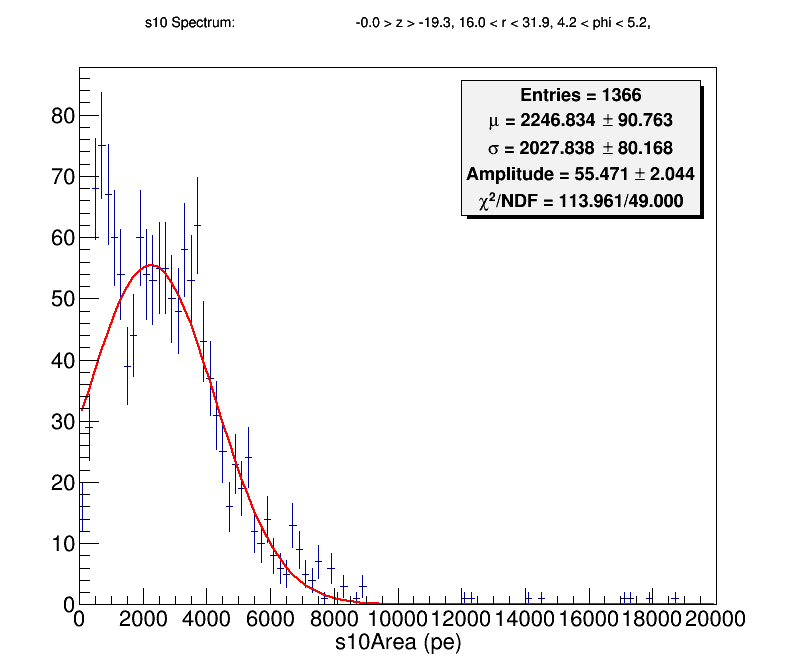 s10 Spectrum: -0.0 > z > -19.3, 16.0 < r < 31.9, 4.2 < phi < 5.2,
Entries = 1366
μ = 2246.834 ± 90.763
σ = 2027.838 ± 80.168
Amplitude = 55.471 ± 2.044
χ²/NDF = 113.961/49.000
80
70
60
50
40
30
20
10
0
0 2000 4000 6000 8000 10000 12000 14000 16000 18000 20000
s10Area (pe)